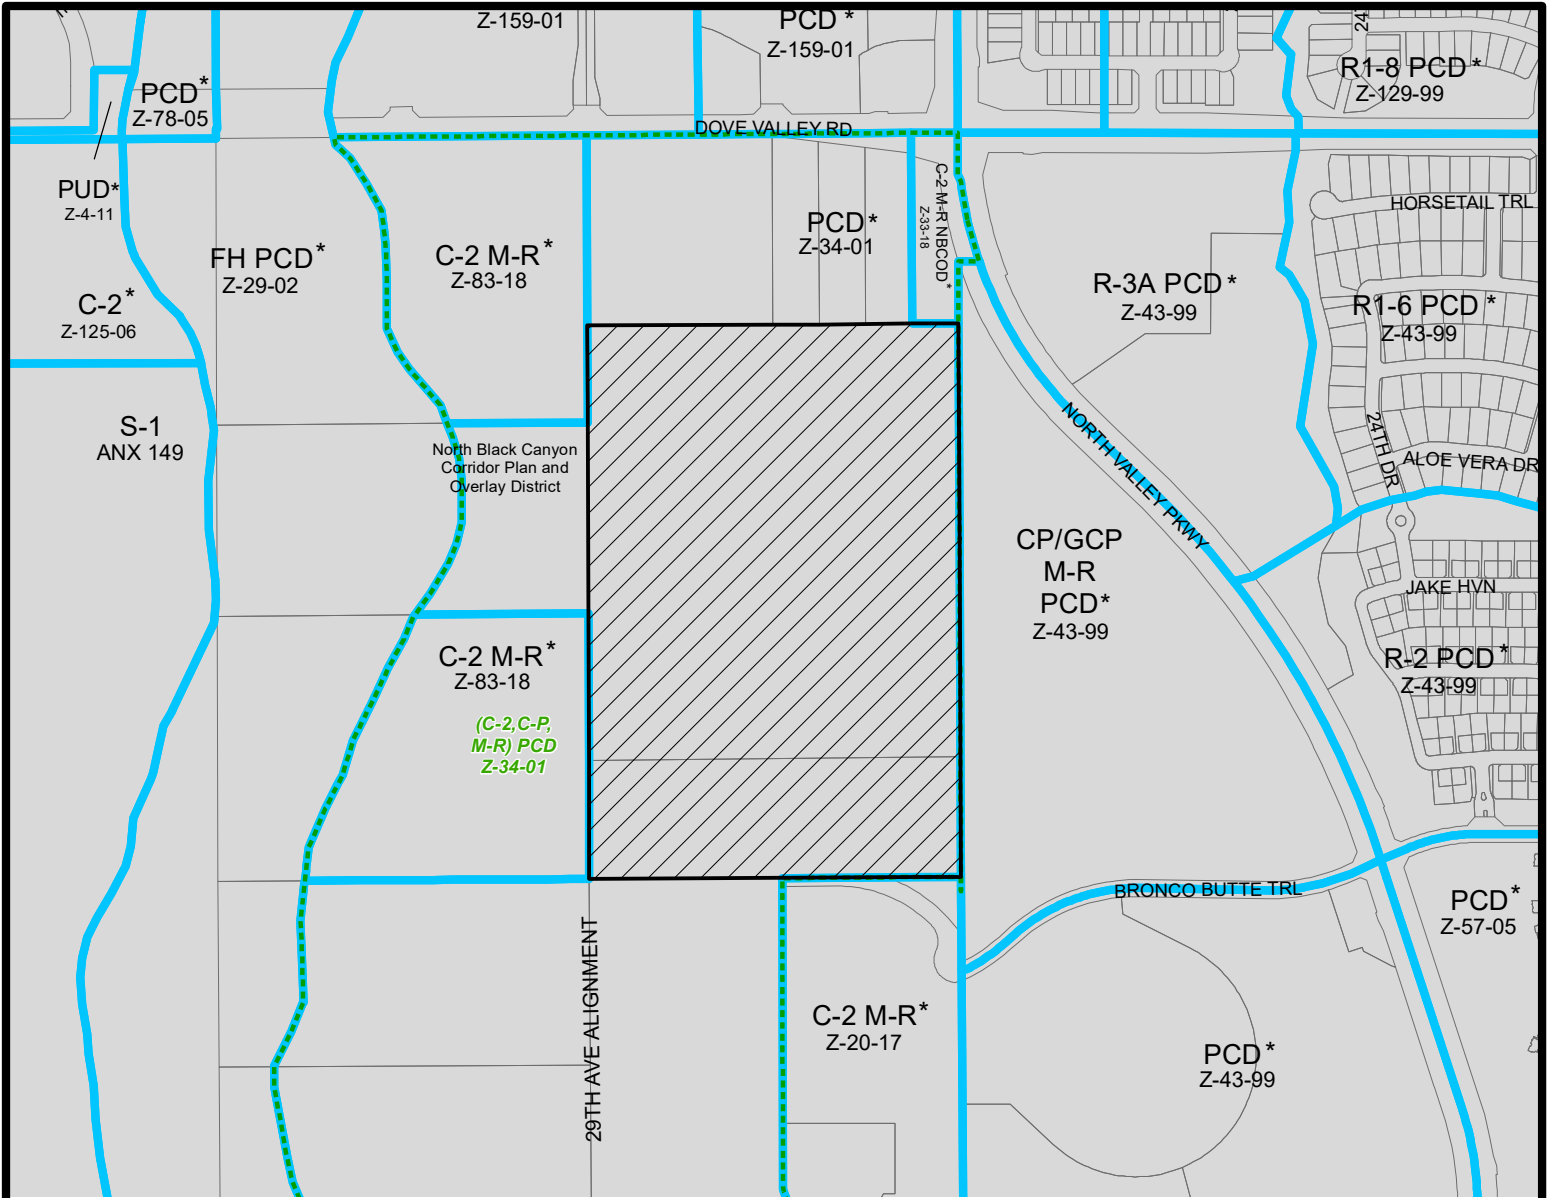 Z-159-01
PCD *
Z-159-01
R1-8 PCD *
Z-129-99
PCD*
Z-78-05
DOVE VALLEY RD
PUD*
Z-4-11
FH PCD*
Z-29-02
C-2 M-R*
Z-83-18
PCD*
Z-34-01
C-2 M-R NBCOD*
Z-33-18
HORSETAIL TRL
C-2*
Z-125-06
R-3A PCD*
Z-43-99
R1-6 PCD *
Z-43-99
S-1
ANX 149
North Black Canyon
Corridor Plan and
Overlay District
NORTH VALLEY PKWY
24TH DR
ALOE VERA DR
CP/GCP
M-R
PCD*
Z-43-99
JAKE HVN
R-2 PCD*
Z-43-99
C-2 M-R*
Z-83-18
(C-2,C-P,
M-R) PCD
Z-34-01
BRONCO BUTTE TRL
PCD*
Z-57-05
29TH AVE ALIGNMENT
C-2 M-R*
Z-20-17
PCD*
Z-43-99